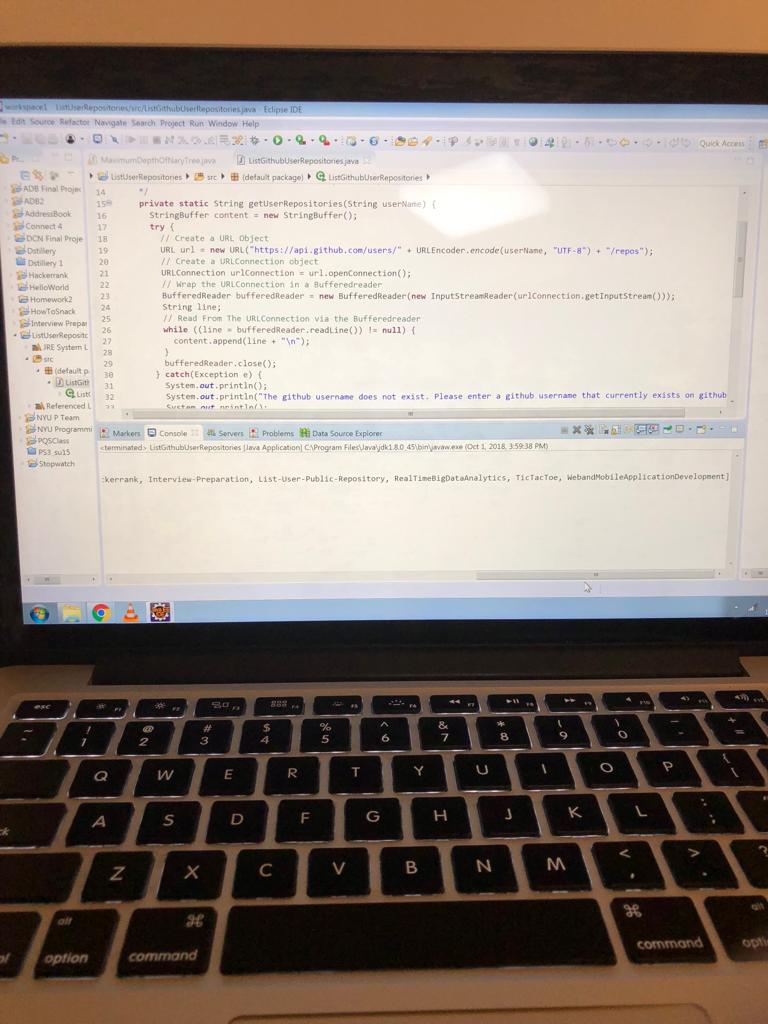 workspace1 ListUserRepositories/src/ListGithubUserRepositories.java - Eclipse IDE
Edit Source Refactor Navigate Search Project Run Window Help
Quick Access
MaximumDepthOfNaryTree.java ListGithubUserRepositories.java
ListUserRepositories src (default package) ListGithubUserRepositories
ADB Final Projec
ADB2
AddressBook
Connect 4
DCN Final Proje
Dstillery
Dstillery 1
Hackerrank
HelloWorld
Homework2
HowToSnack
Interview Prepar
ListUserReposito
JRE System L
src
(default p
ListGith
List
Referenced L
NYU P Team
NYU Programmi
PQSClass
PS3_su15
Stopwatch
14 */
15 private static String getUserRepositories(String userName) {
16 StringBuffer content = new StringBuffer();
17 try {
18 // Create a URL Object
19 URL url = new URL("https://api.github.com/users/" + URLEncoder.encode(userName, "UTF-8") + "/repos");
20 // Create a URLConnection object
21 URLConnection urlConnection = url.openConnection();
22 // Wrap the URLConnection in a Bufferedreader
23 BufferedReader bufferedReader = new BufferedReader(new InputStreamReader(urlConnection.getInputStream()));
24 String line;
25 // Read From The URLConnection via the Bufferedreader
26 while ((line = bufferedReader.readLine()) != null) {
27 content.append(line + "\n");
28 }
29 bufferedReader.close();
30 } catch(Exception e) {
31 System.out.println();
32 System.out.println("The github username does not exist. Please enter a github username that currently exists on github
System.out.println();
Markers Console Servers Problems Data Source Explorer
<terminated> ListGithubUserRepositories [Java Application] C:\Program Files\Java\jdk1.8.0_45\bin\javaw.exe (Oct 1, 2018, 3:59:38 PM)
:kerrank, Interview-Preparation, List-User-Public-Repository, RealTimeBigDataAnalytics, TicTacToe, WebandMobileApplicationDevelopment]
esc F1 F2 F3 F4 F5 F6 F7 F8 F9 F10 F11 F12
~ ! @ # $ % ^ & * ( ) _ +
` 1 2 3 4 5 6 7 8 9 0 - =
Q W E R T Y U I O P { [
A S D F G H J K L : ;
Z X C V B N M < , > . ?
alt option ⌘ command ⌘ command alt opti